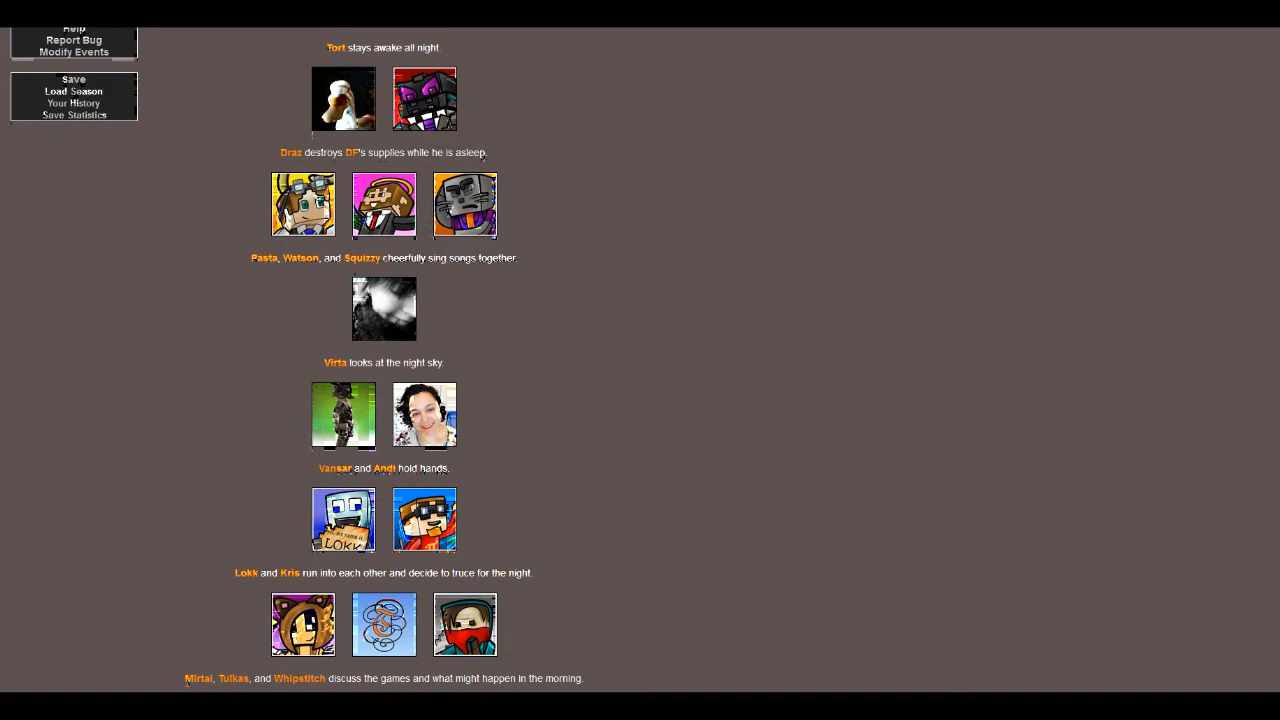 Help
Report Bug
Modify Events
Save
Load Season
Your History
Save Statistics
Tort stays awake all night.
Draz destroys DF's supplies while he is asleep.
Pasta, Watson, and Squizzy cheerfully sing songs together.
Virta looks at the night sky.
Vansar and Andi hold hands.
LOKK
Lokk and Kris run into each other and decide to truce for the night.
Mirtai, Tulkas, and Whipstitch discuss the games and what might happen in the morning.